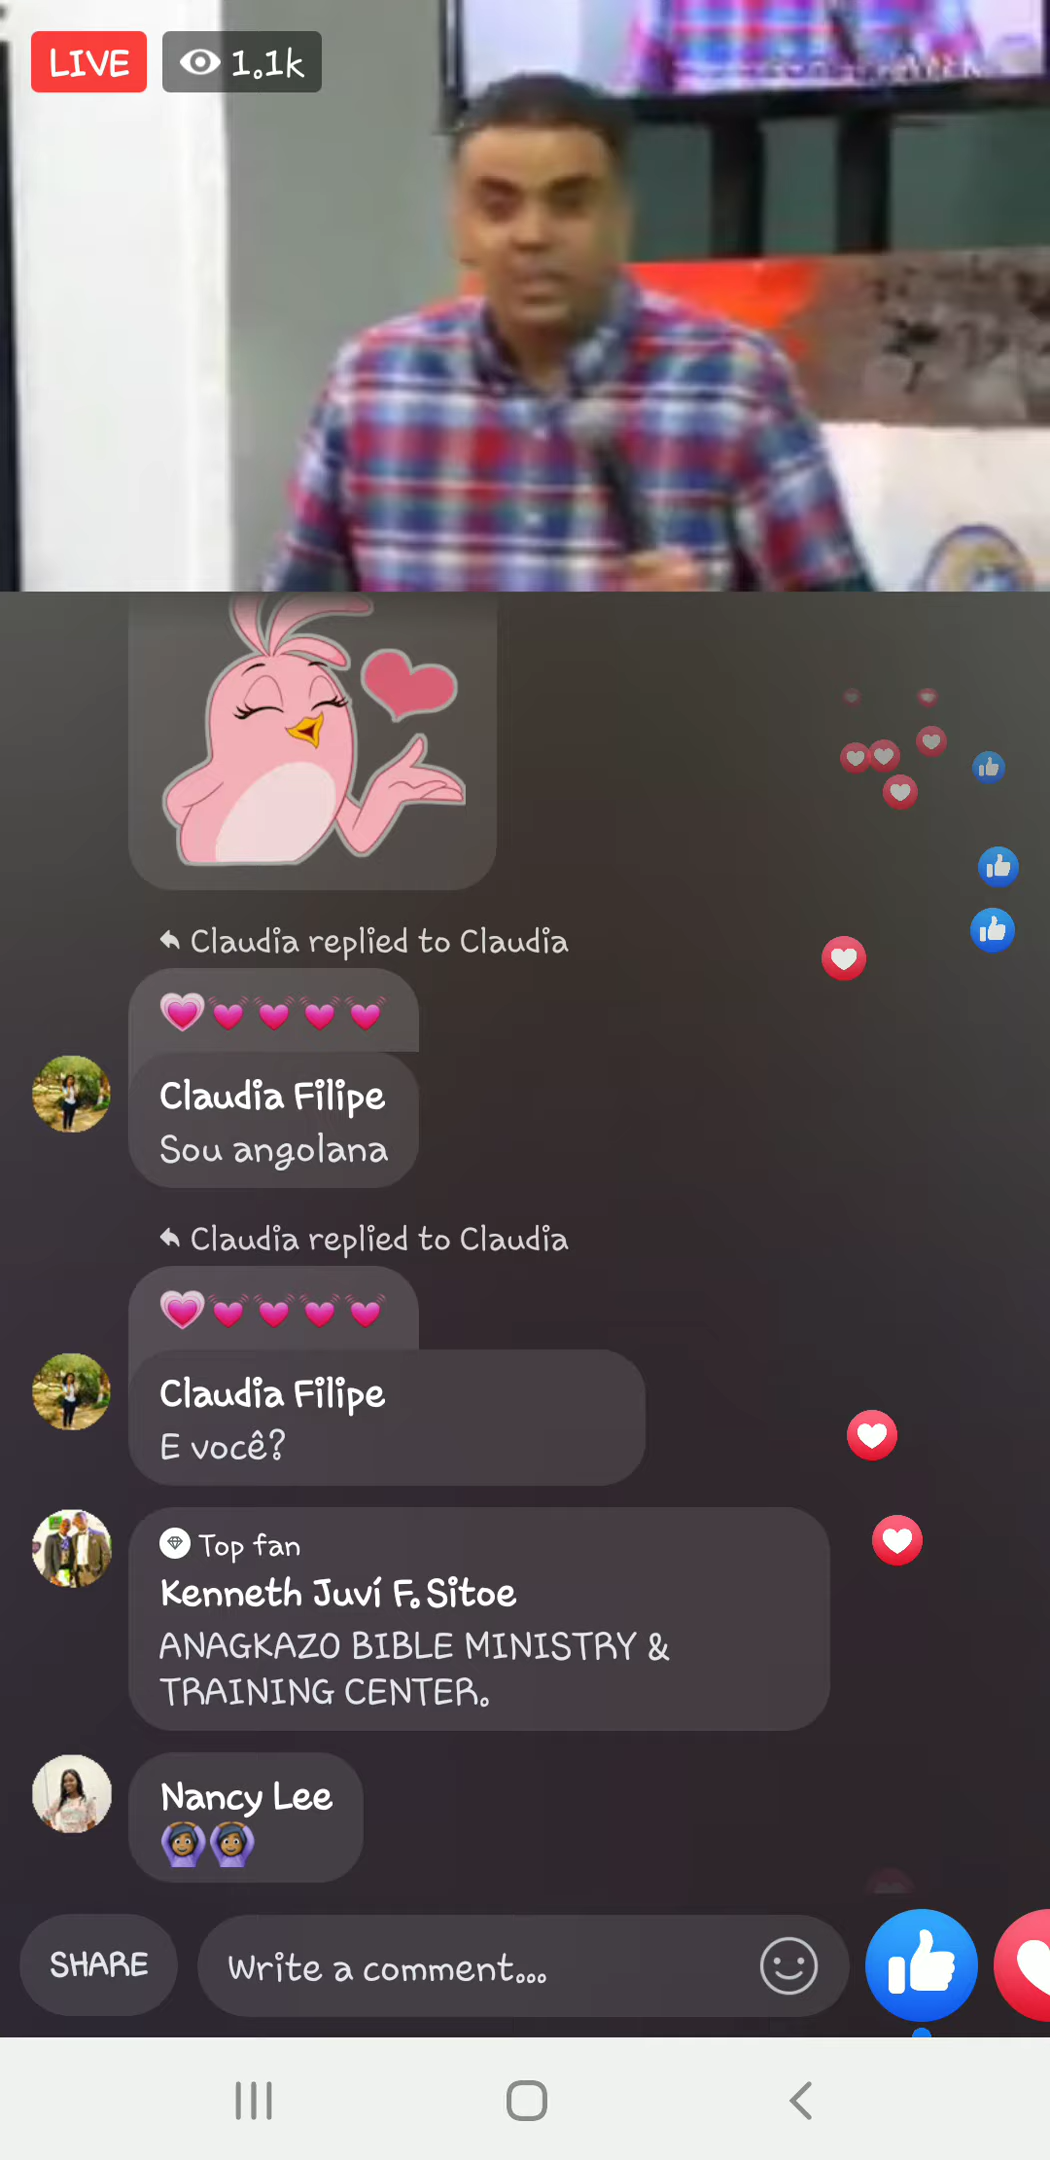 LIVE 1.1k
Claudia replied to Claudia
Claudia Filipe
Sou angolana
Claudia replied to Claudia
Claudia Filipe
E você?
Top fan
Kenneth Juví F. Sitoe
ANAGKAZO BIBLE MINISTRY &
TRAINING CENTER.
Nancy Lee
SHARE
Write a comment...